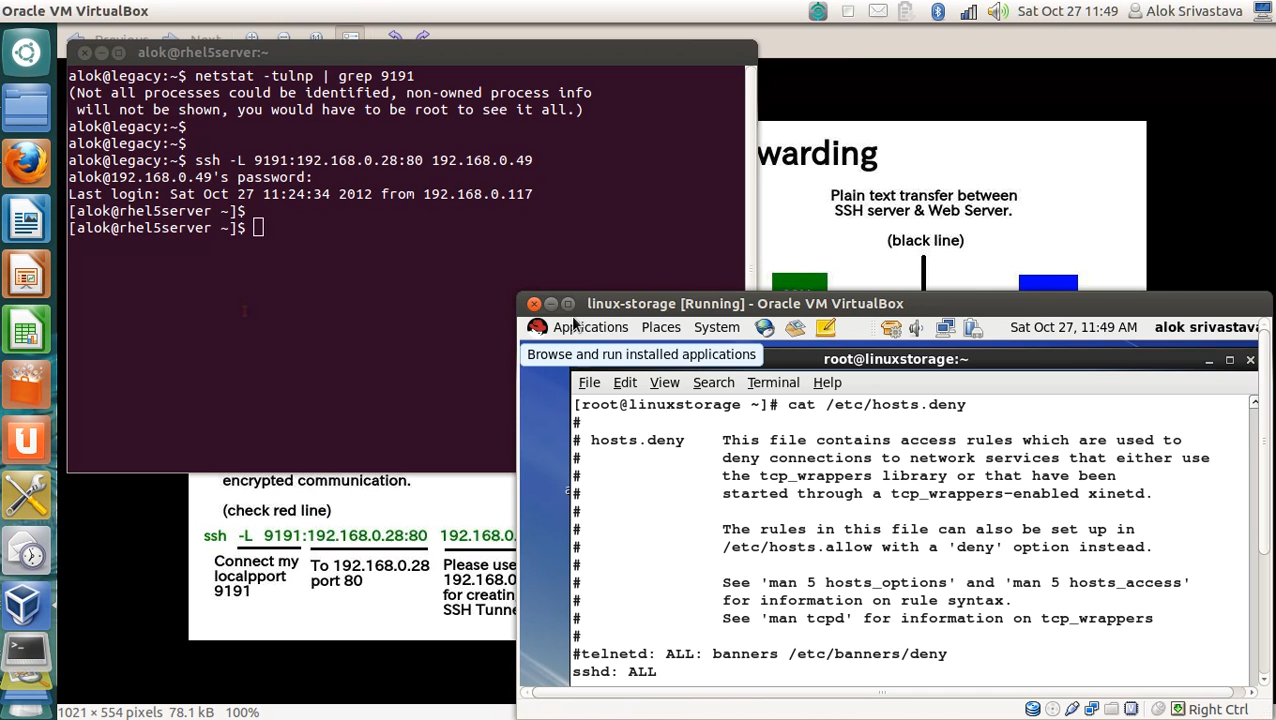 Oracle VM VirtualBox
Sat Oct 27 11:49
Alok Srivastava
Previous
Next
alok@rhel5server:~
alok@legacy:~$ netstat -tulnp | grep 9191
(Not all processes could be identified, non-owned process info
will not be shown, you would have to be root to see it all.)
alok@legacy:~$
alok@legacy:~$
alok@legacy:~$ ssh -L 9191:192.168.0.28:80 192.168.0.49
alok@192.168.0.49's password:
Last login: Sat Oct 27 11:24:34 2012 from 192.168.0.117
[alok@rhel5server ~]$
[alok@rhel5server ~]$
warding
Plain text transfer between
SSH server & Web Server.
(black line)
encrypted communication.
(check red line)
ssh -L 9191:192.168.0.28:80 192.168.0.
Connect my
localpport
9191
To 192.168.0.28
port 80
Please use
192.168.0
for creatin
SSH Tunne
linux-storage [Running] - Oracle VM VirtualBox
Applications Places System
Sat Oct 27, 11:49 AM
alok srivastava
Browse and run installed applications
root@linuxstorage:~
File Edit View Search Terminal Help
[root@linuxstorage ~]# cat /etc/hosts.deny
#
# hosts.deny This file contains access rules which are used to
# deny connections to network services that either use
# the tcp_wrappers library or that have been
# started through a tcp_wrappers-enabled xinetd.
#
# The rules in this file can also be set up in
# /etc/hosts.allow with a 'deny' option instead.
#
# See 'man 5 hosts_options' and 'man 5 hosts_access'
# for information on rule syntax.
# See 'man tcpd' for information on tcp_wrappers
#
#telnetd: ALL: banners /etc/banners/deny
sshd: ALL
Right Ctrl
1021 × 554 pixels 78.1 kB 100%